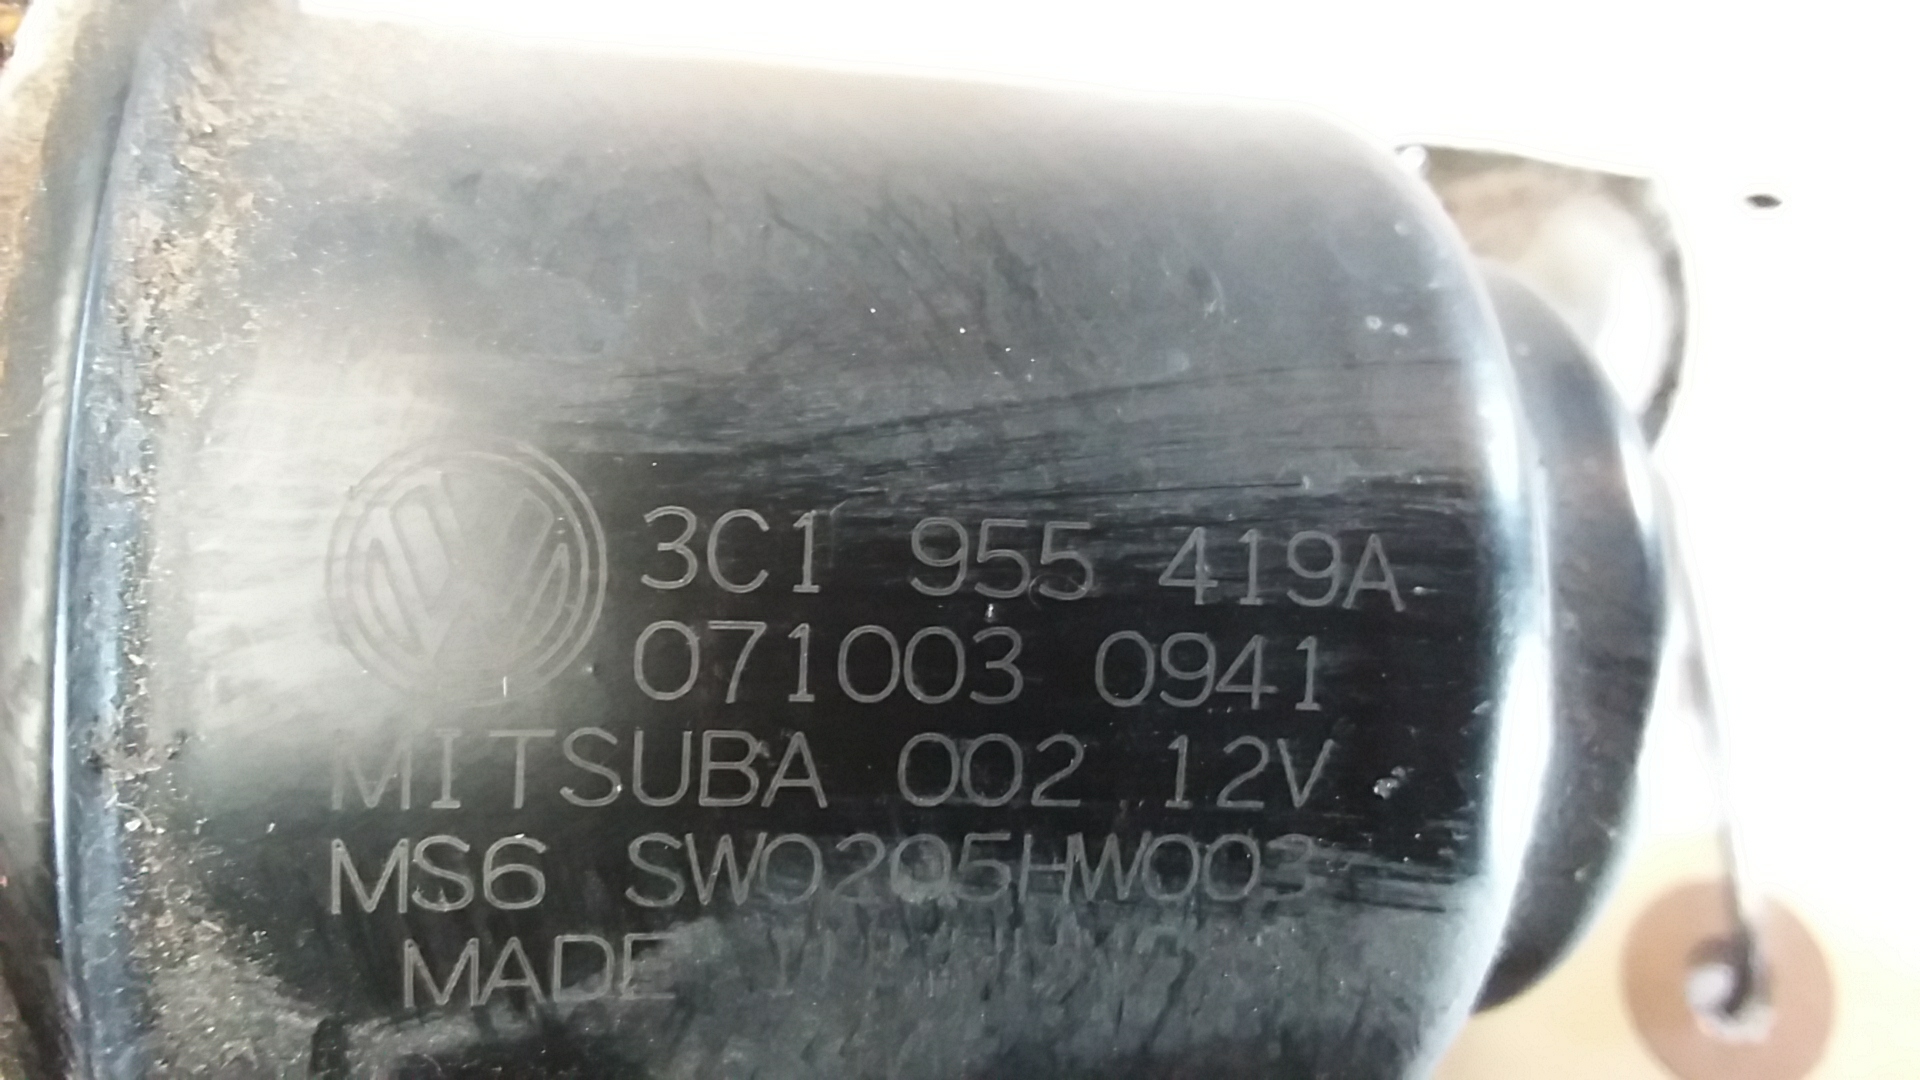 3C1 955 419A
071003 0941
MITSUBA 002 12V
MS6 SW0205HW003
MADE